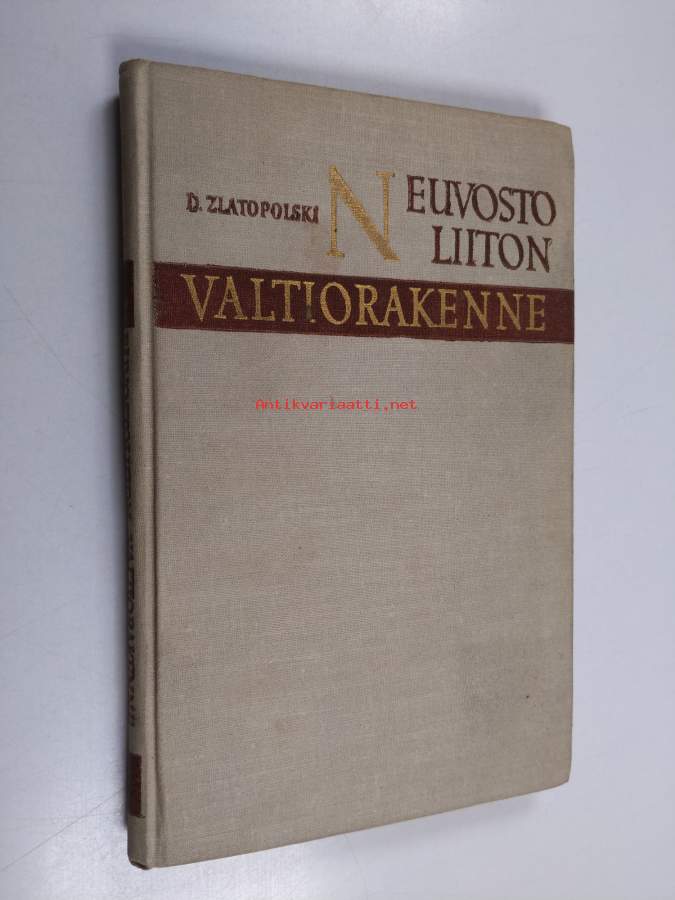 D. ZLATOPOLSKI
NEUVOSTO
LIITON
VALTIORAKENNE
Antikvariaatti.net